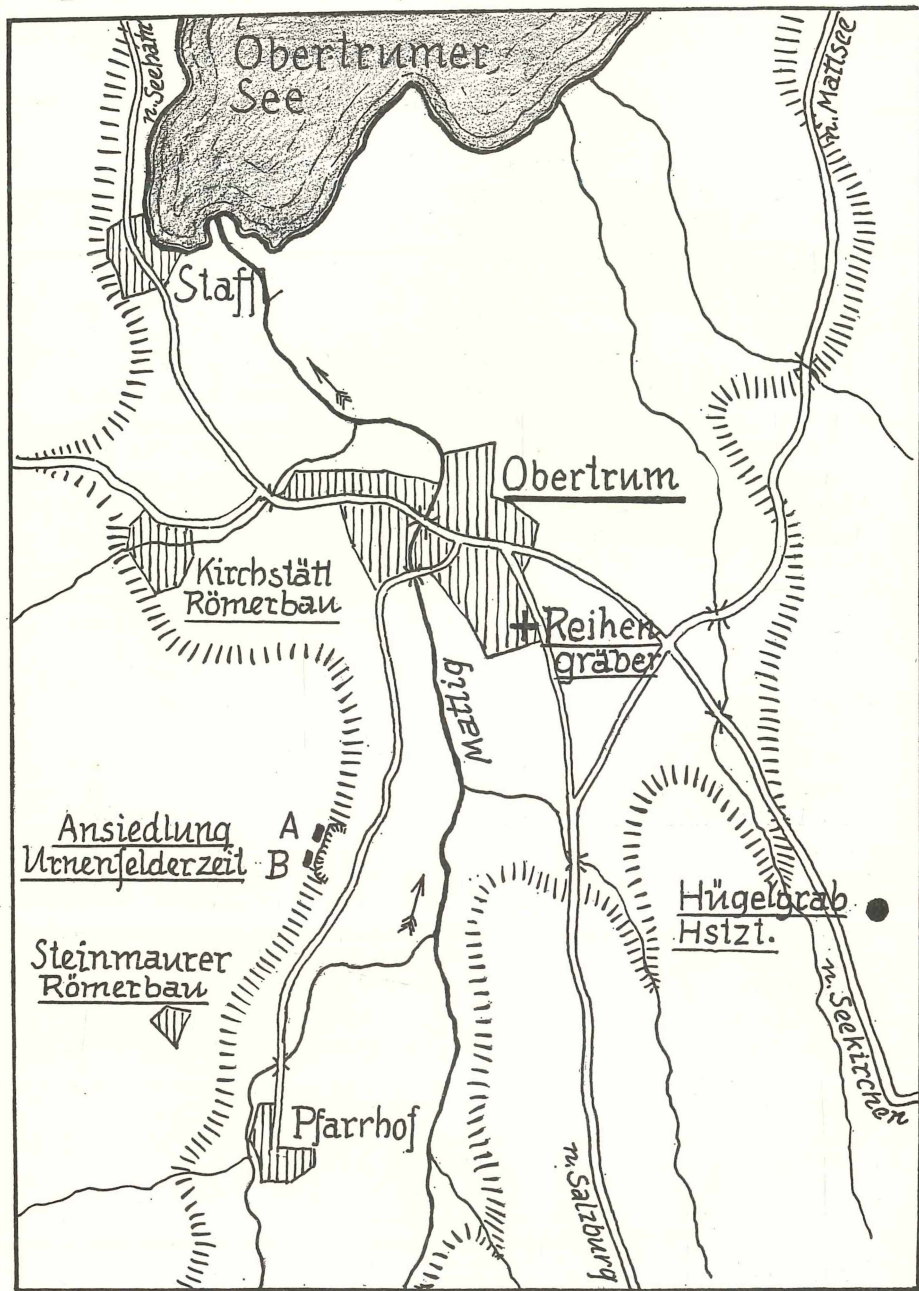 Obertrumer
See
n. Seeham
n. Mattsee
Staffl
Obertrum
Kirchstätt
Römerbau
Reihen-
gräber
Mattig
Ansiedlung
Urnenfelderzeit
A
B
Hügelgrab
Hstzt.
Steinmaurer
Römerbau
n. Seekirchen
Pfarrhof
n. Salzburg